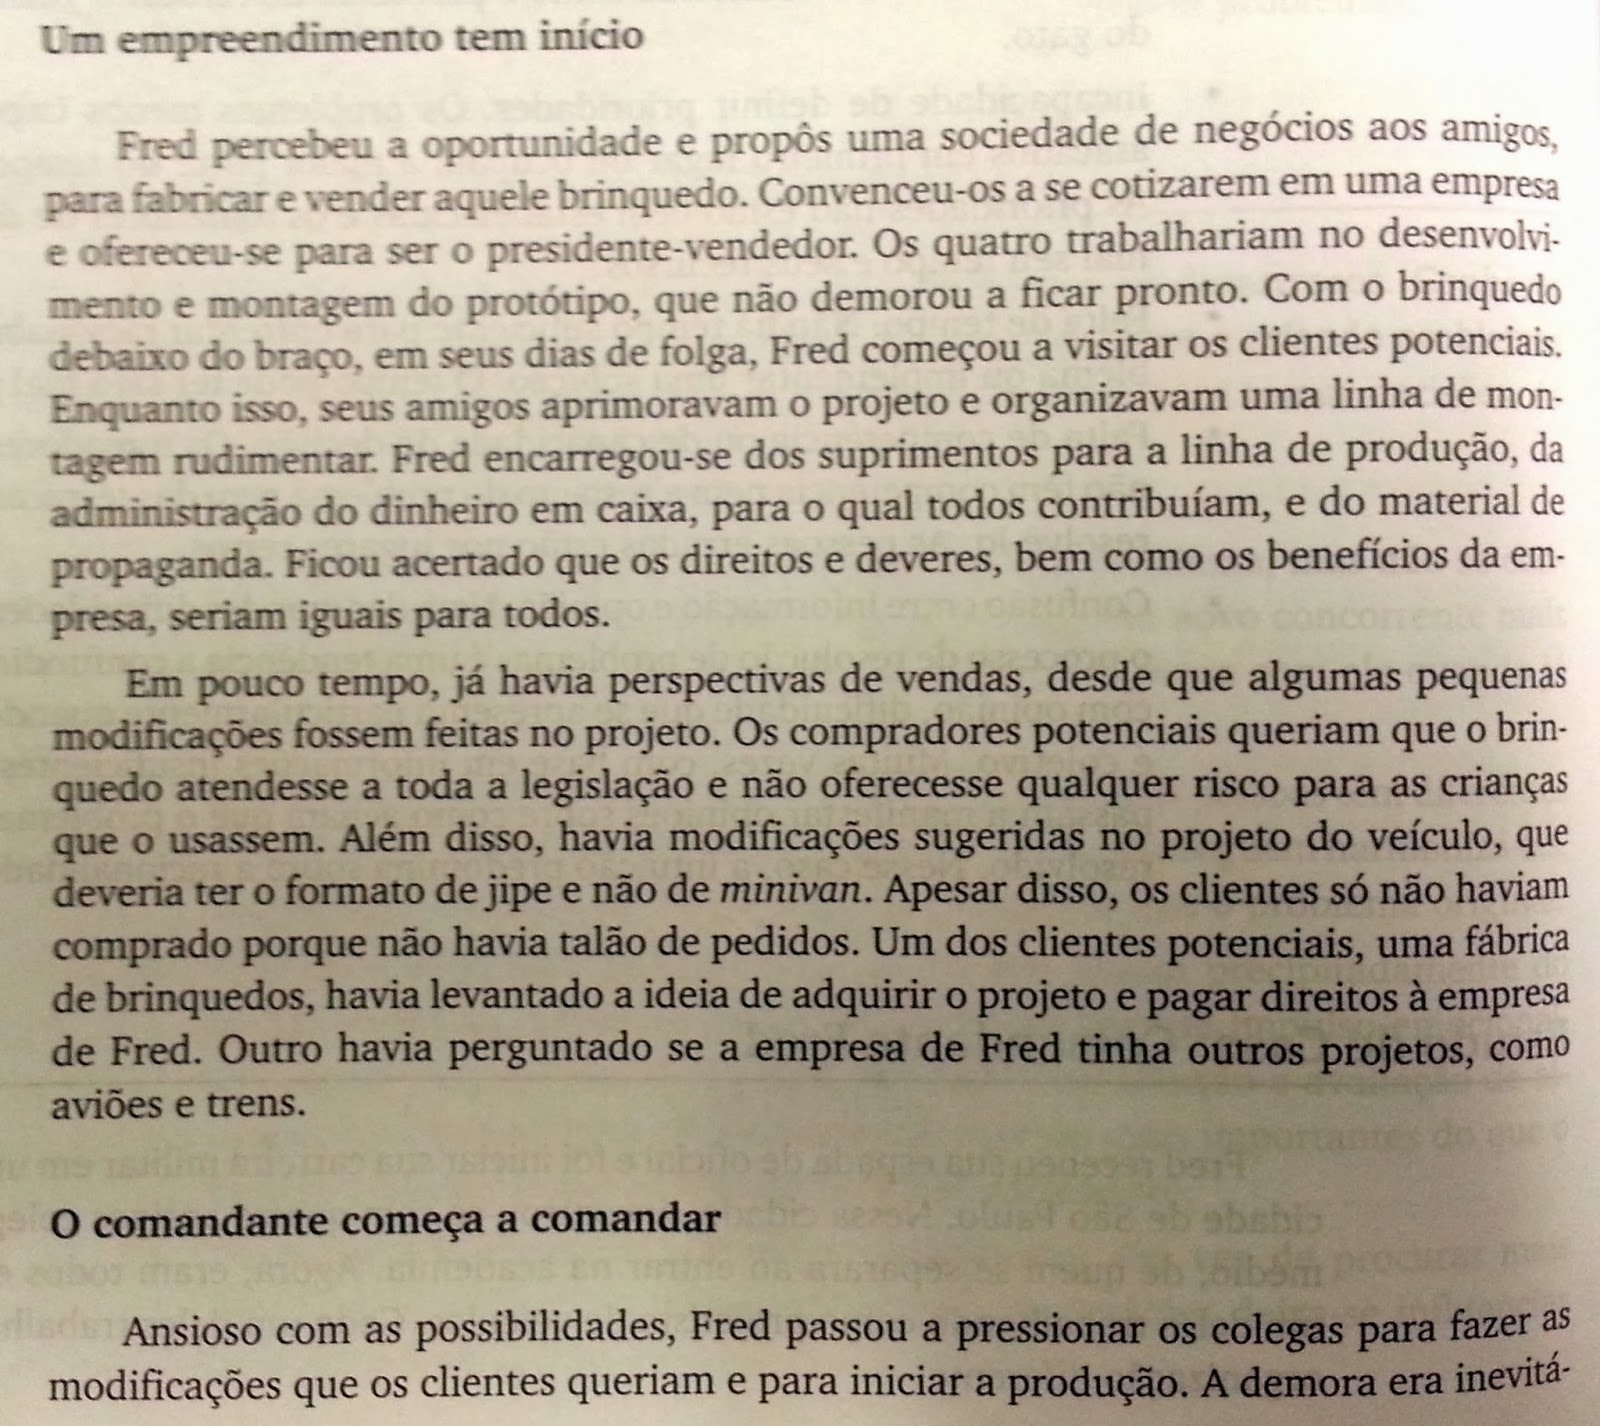 Um empreendimento tem início
Fred percebeu a oportunidade e propôs uma sociedade de negócios aos amigos,
para fabricar e vender aquele brinquedo. Convenceu-os a se cotizarem em uma empresa
e ofereceu-se para ser o presidente-vendedor. Os quatro trabalhariam no desenvolvi-
mento e montagem do protótipo, que não demorou a ficar pronto. Com o brinquedo
debaixo do braço, em seus dias de folga, Fred começou a visitar os clientes potenciais.
Enquanto isso, seus amigos aprimoravam o projeto e organizavam uma linha de mon-
tagem rudimentar. Fred encarregou-se dos suprimentos para a linha de produção, da
administração do dinheiro em caixa, para o qual todos contribuíam, e do material de
propaganda. Ficou acertado que os direitos e deveres, bem como os benefícios da em-
presa, seriam iguais para todos.
Em pouco tempo, já havia perspectivas de vendas, desde que algumas pequenas
modificações fossem feitas no projeto. Os compradores potenciais queriam que o brin-
quedo atendesse a toda a legislação e não oferecesse qualquer risco para as crianças
que o usassem. Além disso, havia modificações sugeridas no projeto do veículo, que
deveria ter o formato de jipe e não de minivan. Apesar disso, os clientes só não haviam
comprado porque não havia talão de pedidos. Um dos clientes potenciais, uma fábrica
de brinquedos, havia levantado a ideia de adquirir o projeto e pagar direitos à empresa
de Fred. Outro havia perguntado se a empresa de Fred tinha outros projetos, como
aviões e trens.
O comandante começa a comandar
Ansioso com as possibilidades, Fred passou a pressionar os colegas para fazer as
modificações que os clientes queriam e para iniciar a produção. A demora era inevitá-